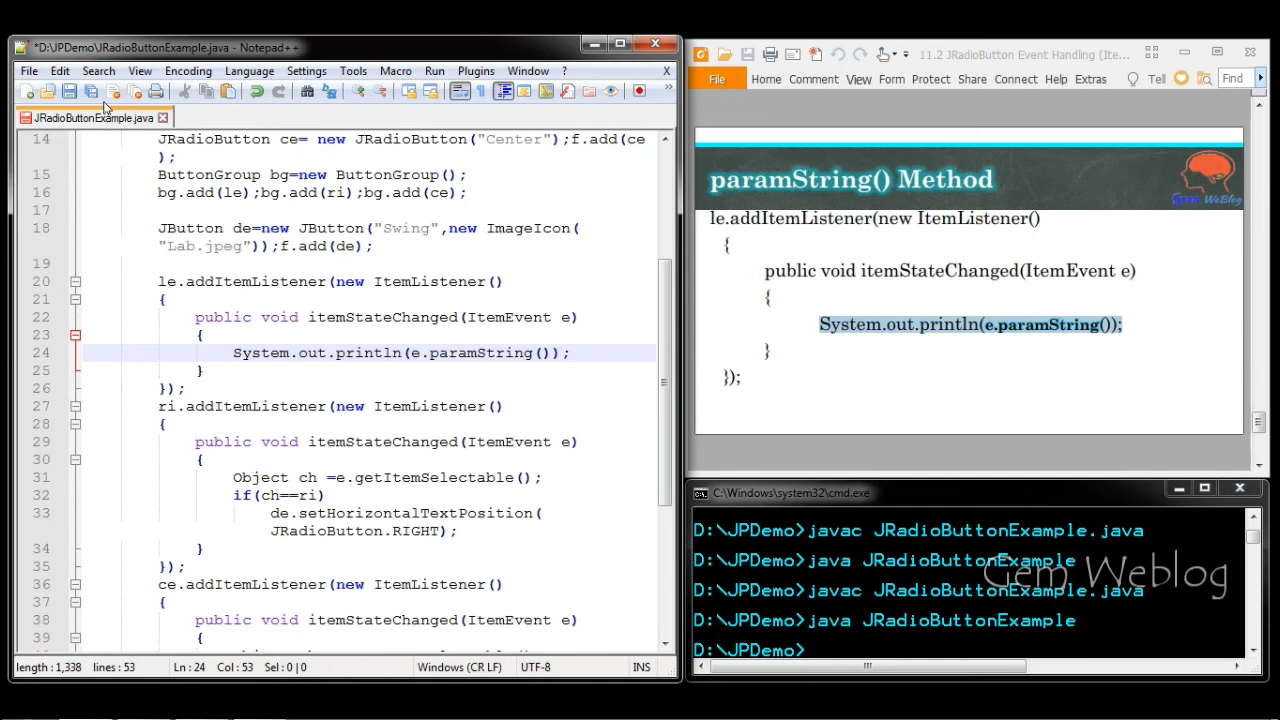 *D:\JPDemo\JRadioButtonExample.java - Notepad++
File Edit Search View Encoding Language Settings Tools Macro Run Plugins Window ? X
JRadioButtonExample.java
14 JRadioButton ce= new JRadioButton("Center");f.add(ce
);
15 ButtonGroup bg=new ButtonGroup();
16 bg.add(le);bg.add(ri);bg.add(ce);
17
18 JButton de=new JButton("Swing",new ImageIcon(
"Lab.jpeg"));f.add(de);
19
20 le.addItemListener(new ItemListener()
21 {
22 public void itemStateChanged(ItemEvent e)
23 {
24 System.out.println(e.paramString());
25 }
26 });
27 ri.addItemListener(new ItemListener()
28 {
29 public void itemStateChanged(ItemEvent e)
30 {
31 Object ch =e.getItemSelectable();
32 if(ch==ri)
33 de.setHorizontalTextPosition(
JRadioButton.RIGHT);
34 }
35 });
36 ce.addItemListener(new ItemListener()
37 {
38 public void itemStateChanged(ItemEvent e)
39 {
length : 1,338 lines : 53 Ln : 24 Col : 53 Sel : 0 | 0 Windows (CR LF) UTF-8 INS
11.2 JRadioButton Event Handling (Ite...
File Home Comment View Form Protect Share Connect Help Extras Tell Find
paramString() Method
Gem WeBlog
le.addItemListener(new ItemListener()
{
public void itemStateChanged(ItemEvent e)
{
System.out.println(e.paramString());
}
});
C:\Windows\system32\cmd.exe
D:\JPDemo>javac JRadioButtonExample.java
D:\JPDemo>java JRadioButtonExample
D:\JPDemo>javac JRadioButtonExample.java
D:\JPDemo>java JRadioButtonExample
D:\JPDemo>
Gem Weblog